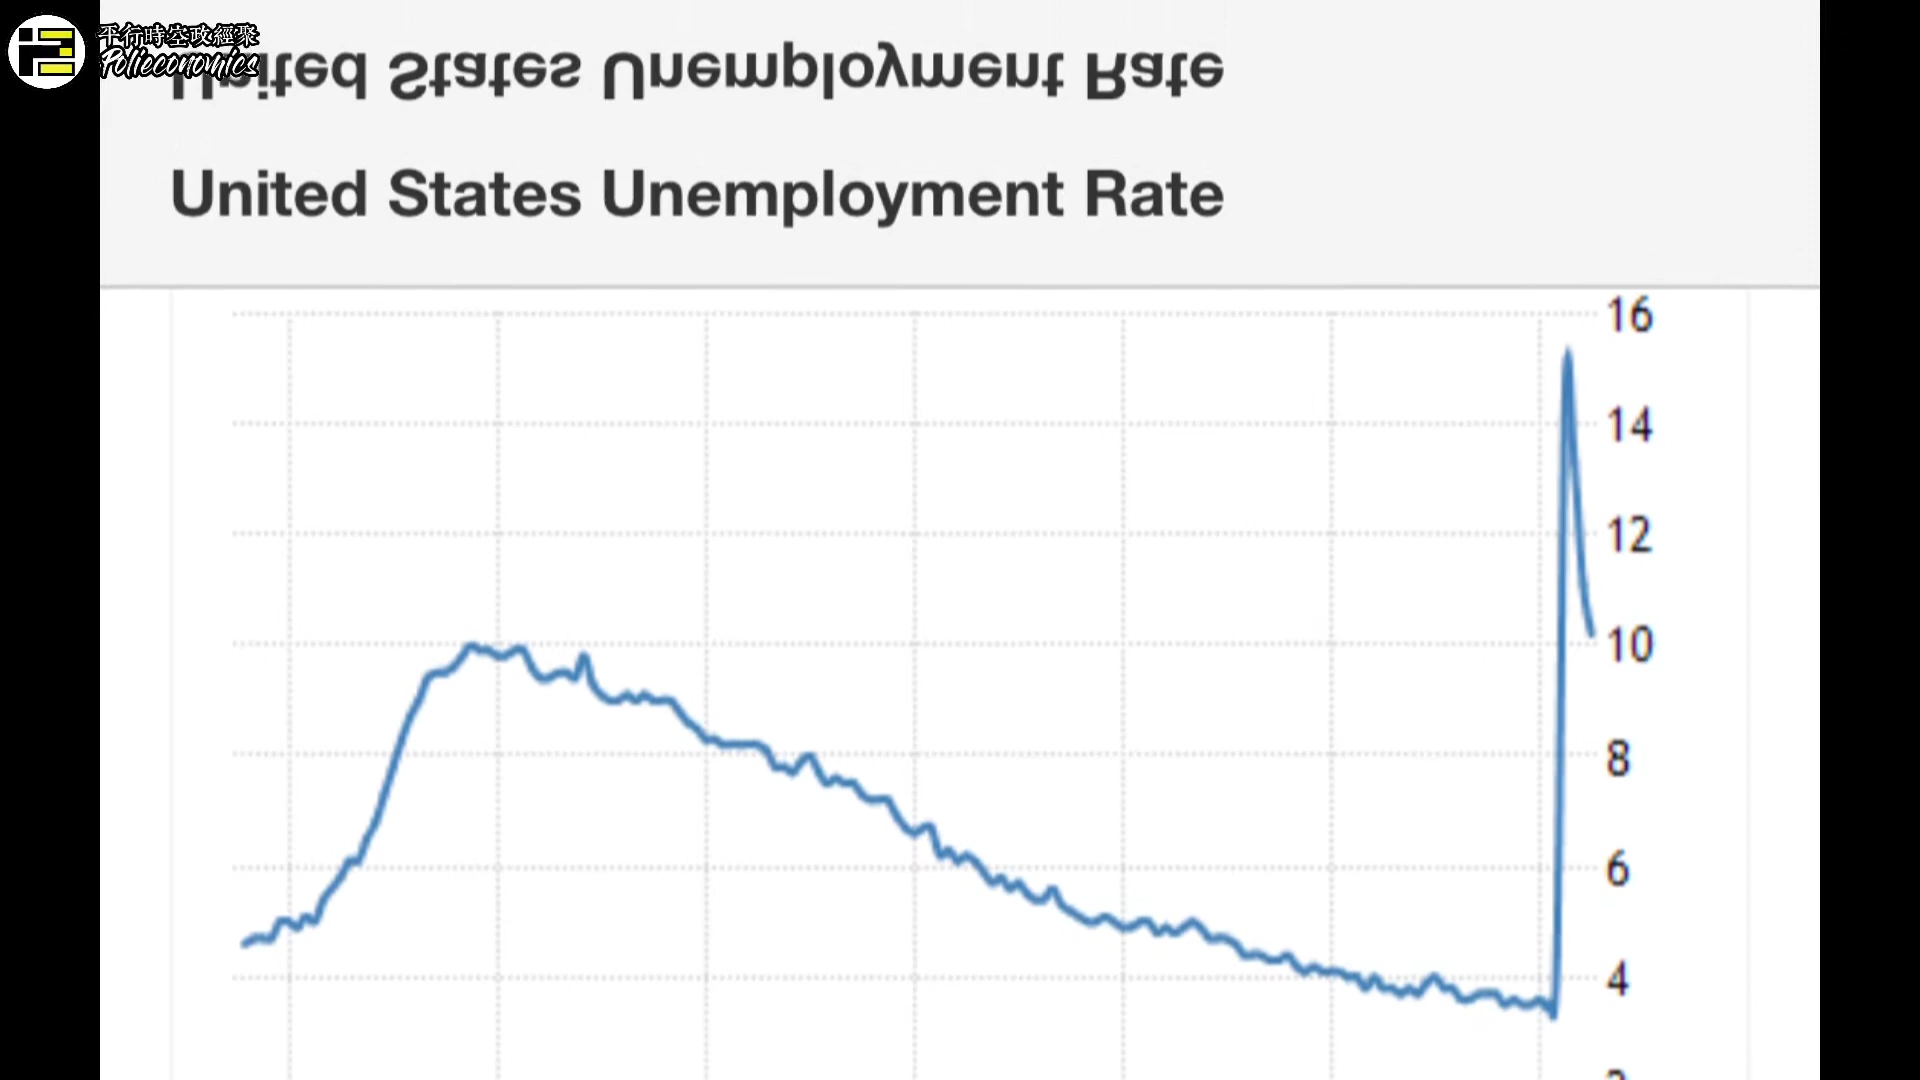 平行時空政經聚
Polieconomics
United States Unemployment Rate
United States Unemployment Rate
16
14
12
10
8
6
4